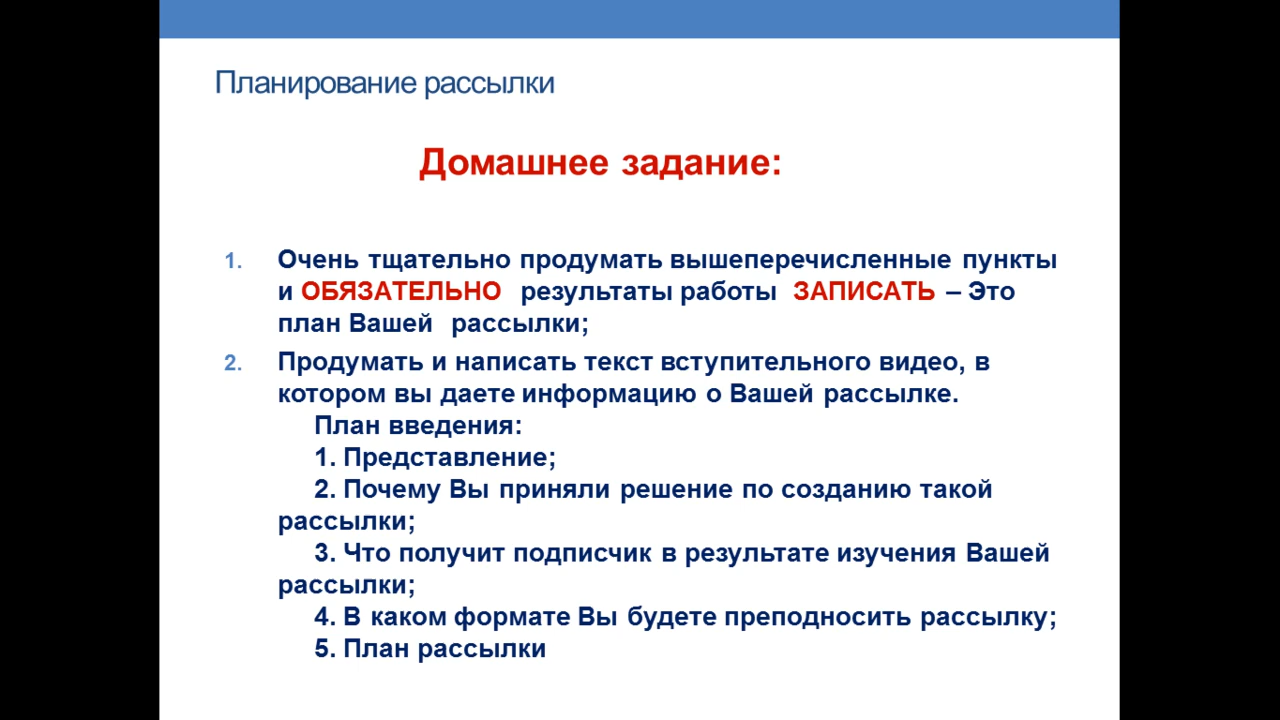 Планирование рассылки
Домашнее задание:
1. Очень тщательно продумать вышеперечисленные пункты
и ОБЯЗАТЕЛЬНО результаты работы ЗАПИСАТЬ – Это
план Вашей рассылки;
2. Продумать и написать текст вступительного видео, в
котором вы даете информацию о Вашей рассылке.
План введения:
1. Представление;
2. Почему Вы приняли решение по созданию такой
рассылки;
3. Что получит подписчик в результате изучения Вашей
рассылки;
4. В каком формате Вы будете преподносить рассылку;
5. План рассылки